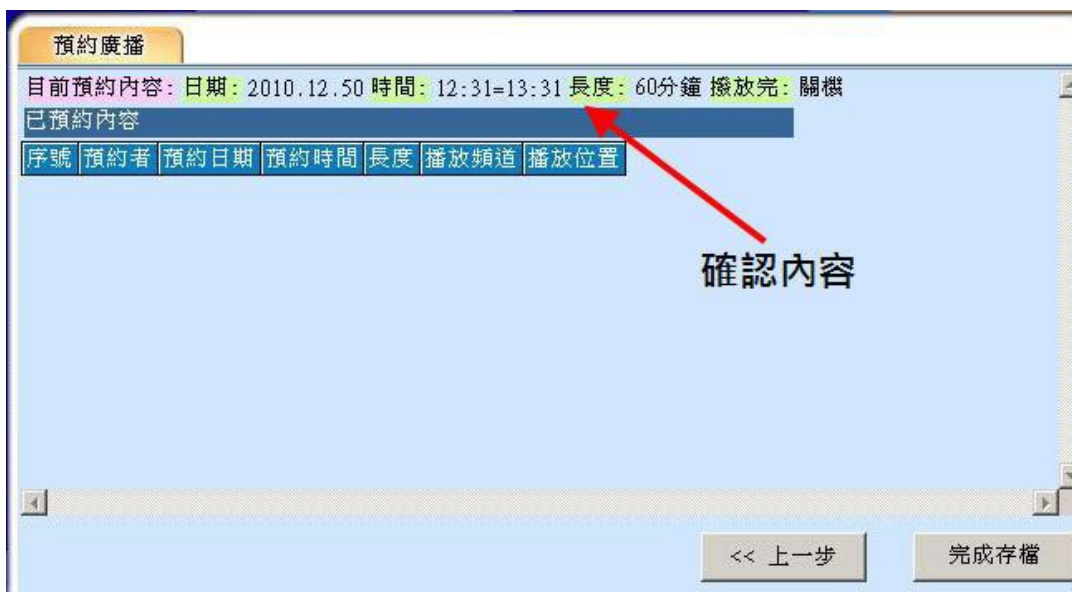 預約廣播
目前預約內容: 日期: 2010.12.50 時間: 12:31=13:31 長度: 60分鐘 撥放完: 關機
已預約內容
序號 預約者 預約日期 預約時間 長度 播放頻道 播放位置
確認內容
<< 上一步 完成存檔